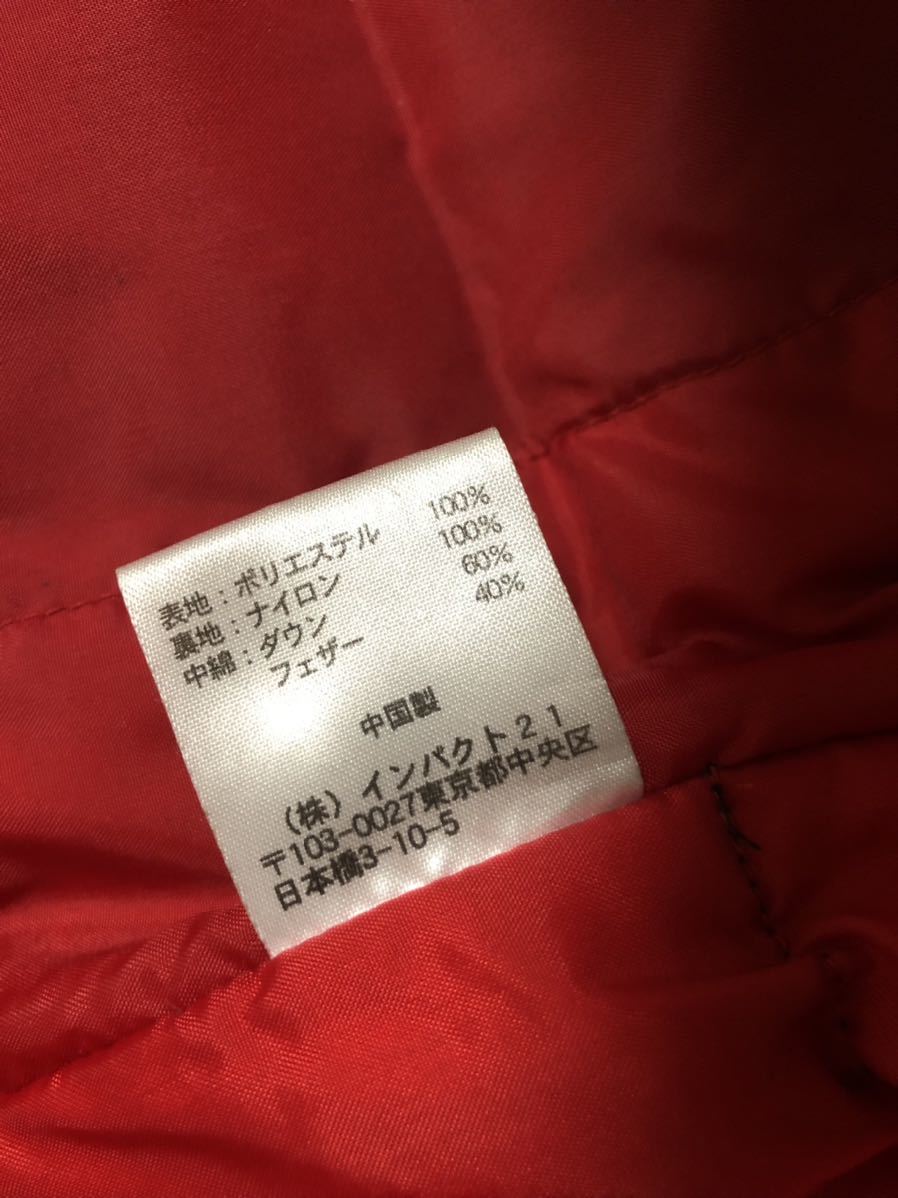 表地：ポリエステル 100%
裏地：ナイロン 100%
中綿：ダウン 60%
フェザー 40%
中国製
（株）インパクト２１
〒103-0027東京都中央区
日本橋3-10-5